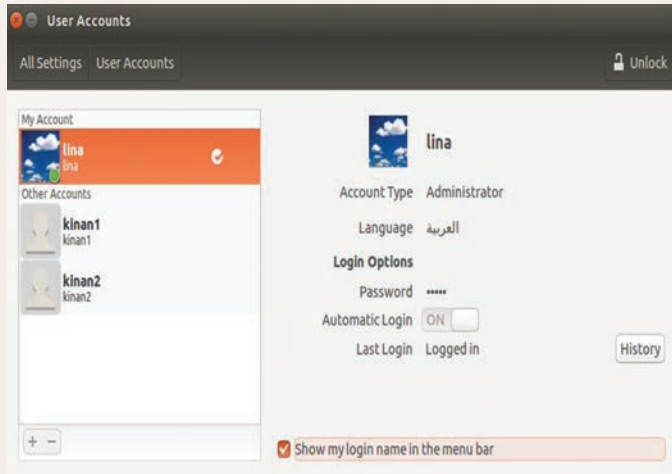 User Accounts
All Settings User Accounts
Unlock
My Account
lina
lina
Other Accounts
kinan1
kinan1
kinan2
kinan2
+ -
lina
Account Type Administrator
Language العربية
Login Options
Password •••••
Automatic Login ON
Last Login Logged in
History
Show my login name in the menu bar